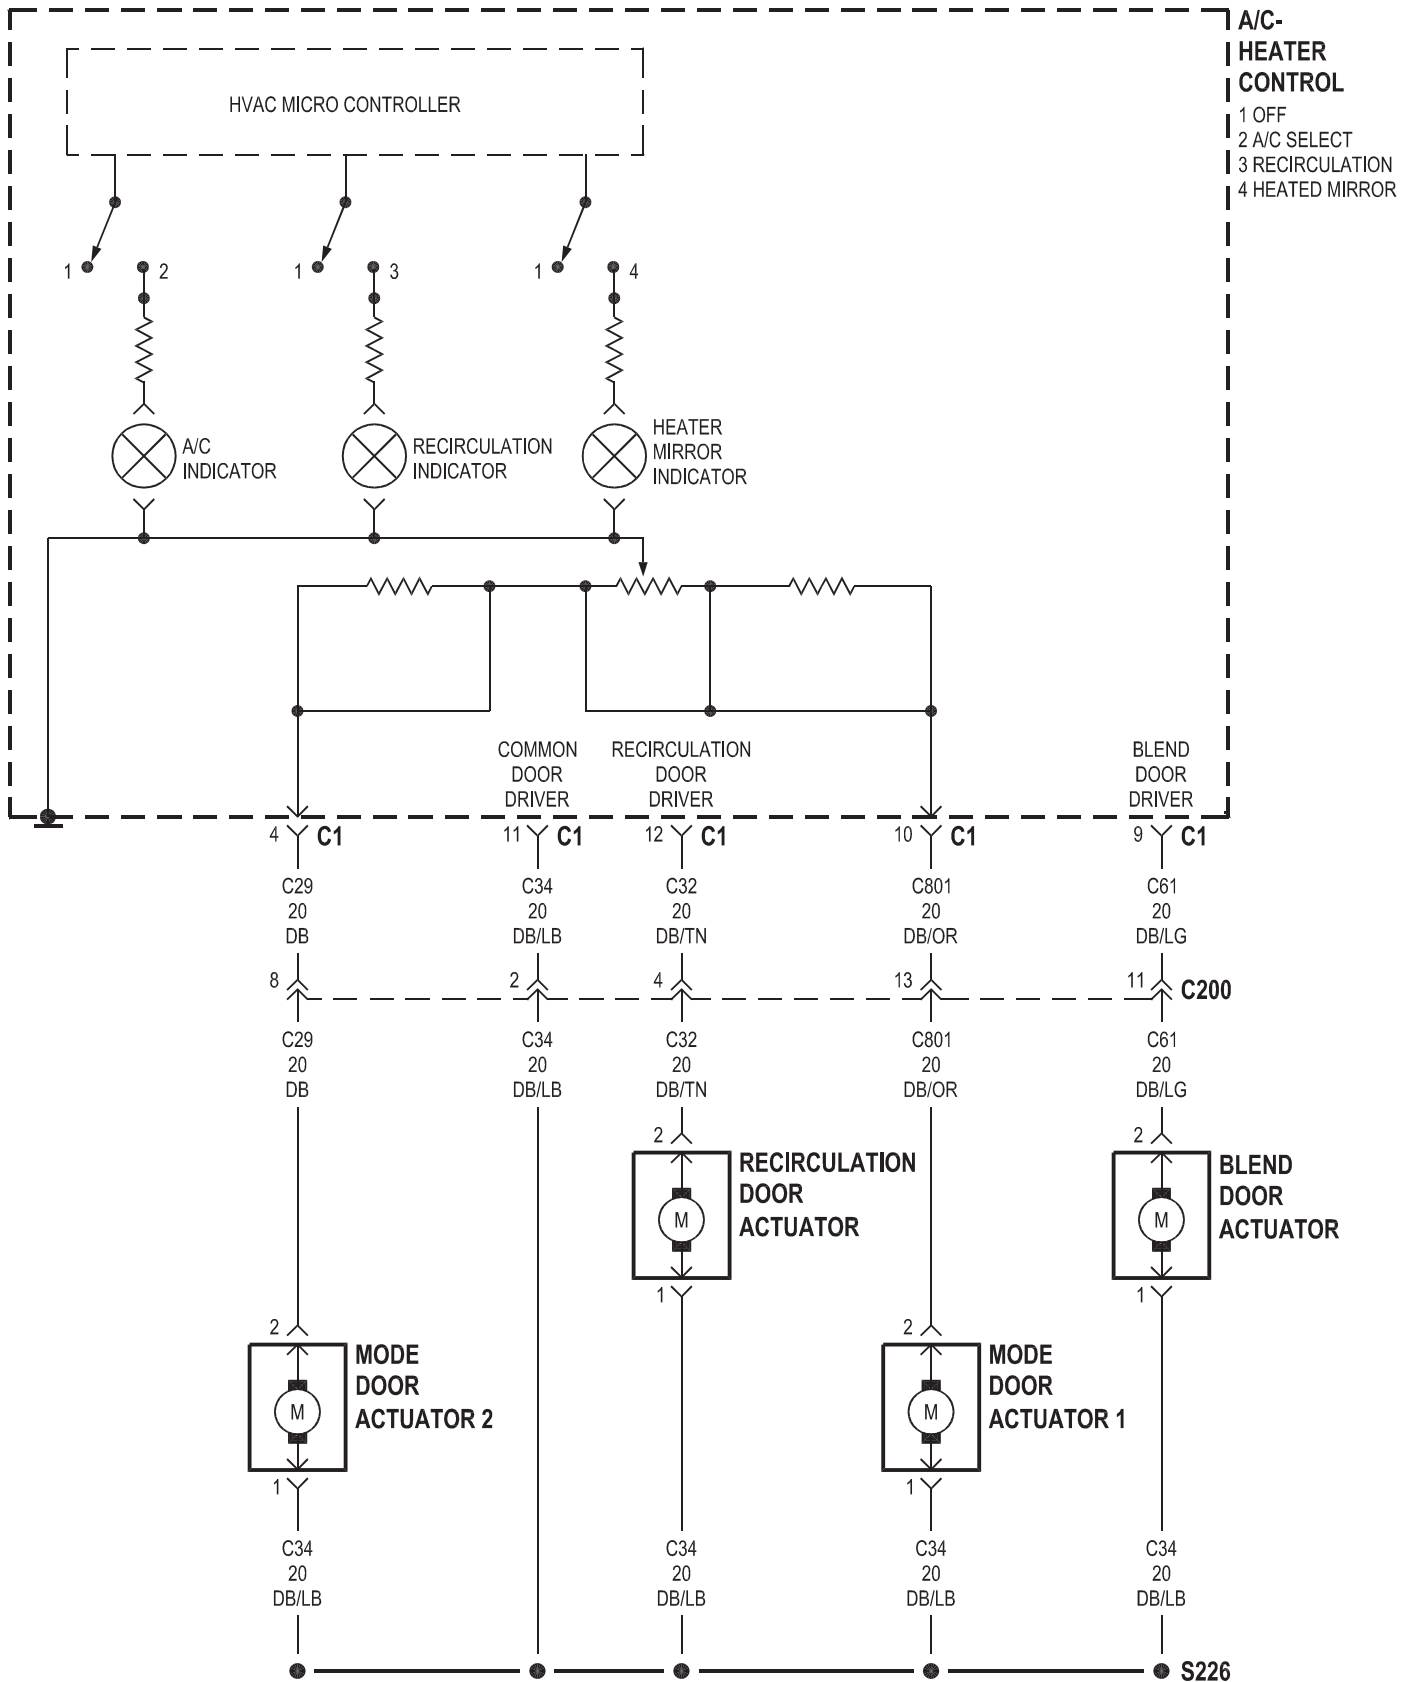 A/C-
HEATER
CONTROL
1 OFF
2 A/C SELECT
3 RECIRCULATION
4 HEATED MIRROR
HVAC MICRO CONTROLLER
1 2 1 3 1 4
A/C
INDICATOR
RECIRCULATION
INDICATOR
HEATER
MIRROR
INDICATOR
COMMON
DOOR
DRIVER
RECIRCULATION
DOOR
DRIVER
BLEND
DOOR
DRIVER
4 C1 11 C1 12 C1 10 C1 9 C1
C29 C34 C32 C801 C61
20 20 20 20 20
DB DB/LB DB/TN DB/OR DB/LG
8 2 4 13 11 C200
C29 C34 C32 C801 C61
20 20 20 20 20
DB DB/LB DB/TN DB/OR DB/LG
2 2
RECIRCULATION
DOOR
ACTUATOR
M
BLEND
DOOR
ACTUATOR
M
1 1
2 2
MODE
DOOR
ACTUATOR 2
M
MODE
DOOR
ACTUATOR 1
M
1 1
C34 C34 C34 C34
20 20 20 20
DB/LB DB/LB DB/LB DB/LB
S226